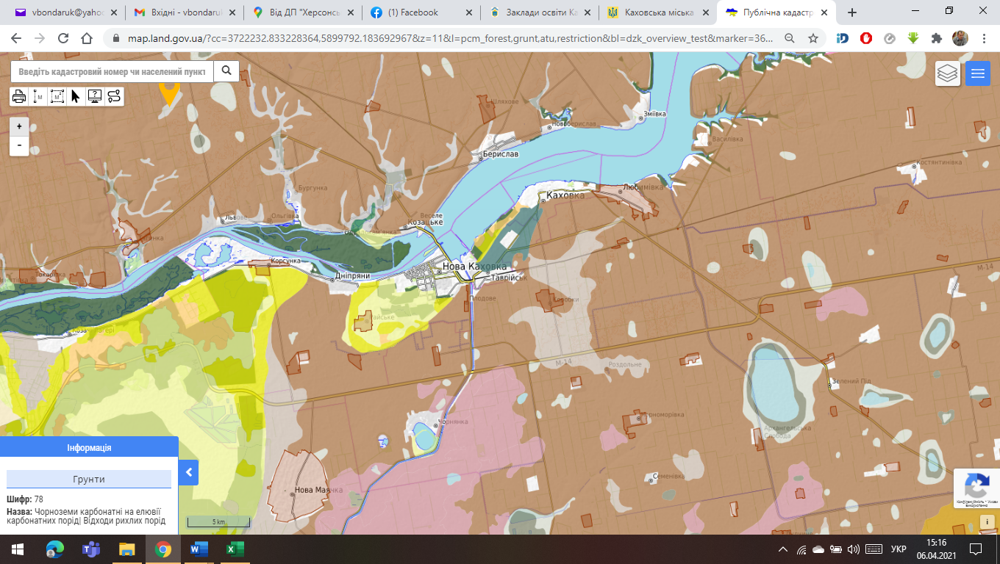 vbondaruk@yahoo
Вхідні - vbondaruk
Від ДП "Херсонсь
(1) Facebook
Заклади освіти Ка
Каховська міська
Публічна кадастр
map.land.gov.ua/?cc=3722232.833228364,5899792.183692967&z=11&l=pcm_forest,grunt,atu,restriction&bl=dzk_overview_test&marker=36...
Введіть кадастровий номер чи населений пункт
+
-
Шляхове
Зміївка
Новоберислав
Василівка
Берислав
Костянтинівка
Бургунка
Любимівка
Каховка
Львове
Ольгівка
Веселе
Козацьке
Корсунка
Нова Каховка
М-14
Токарівка
Дніпряни
Таврійськ
Плодове
Райське
М-14
Роздольне
Зелений Під
Чорнянка
Чорноморівка
Архангельська
Слобода
Семенівка
Нова Маячка
Інформація
Грунти
Шифр: 78
Назва: Чорноземи карбонатні на елювії
карбонатних порід| Відходи рихлих порід
5 km
Конфіденційність - Умови
використання
i
УКР
15:16
06.04.2021